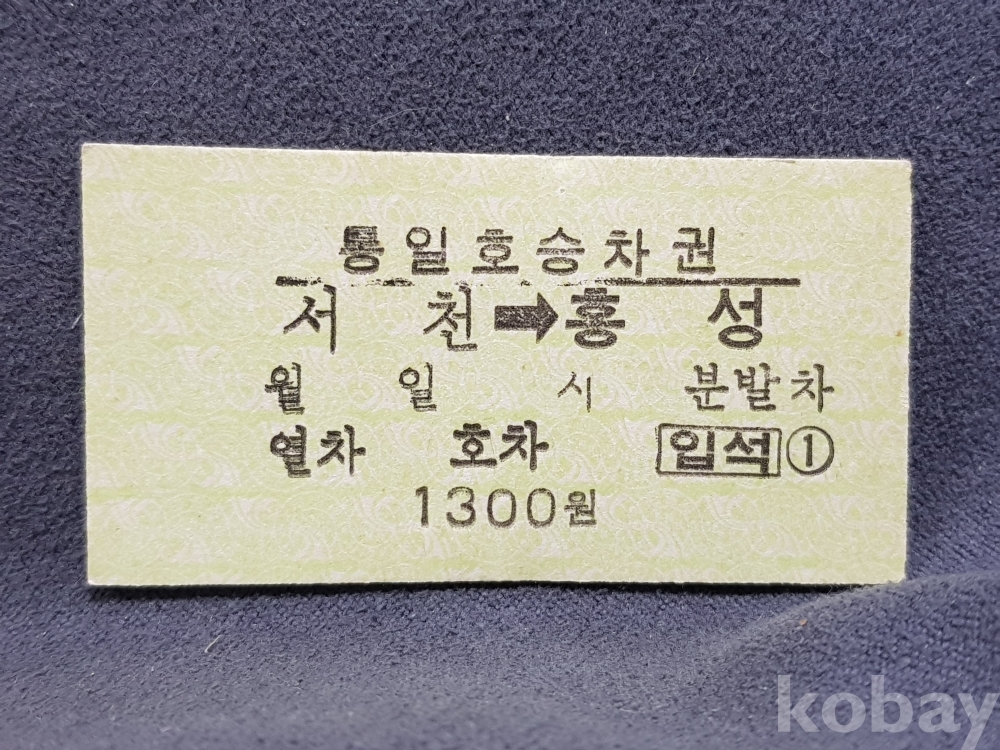 통일호승차권
서 천➡홍 성
월 일 시 분발차
열차 호차 입석①
1300원
kobay